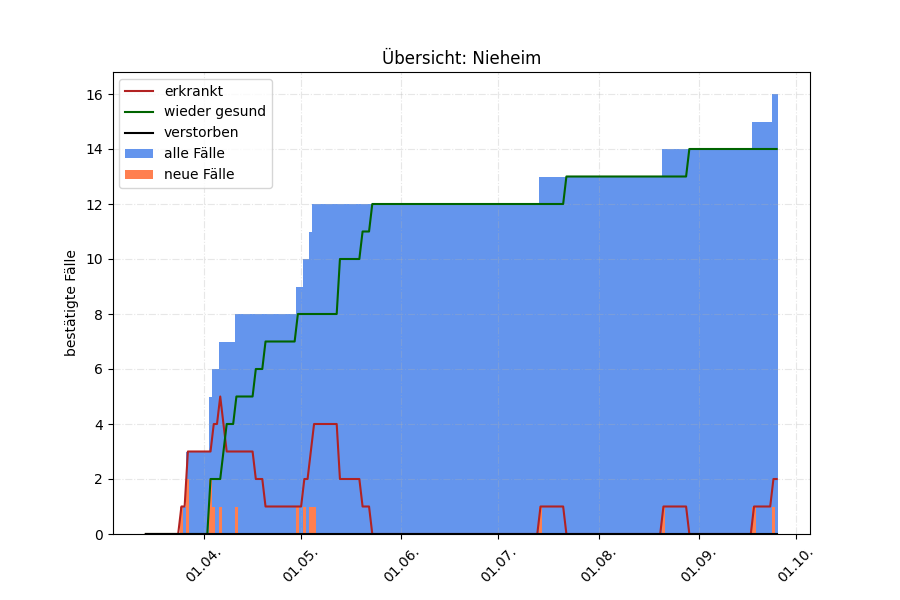 Übersicht: Nieheim
erkrankt
wieder gesund
verstorben
alle Fälle
neue Fälle
bestätigte Fälle
16
14
12
10
8
6
4
2
0
01.04.
01.05.
01.06.
01.07.
01.08.
01.09.
01.10.